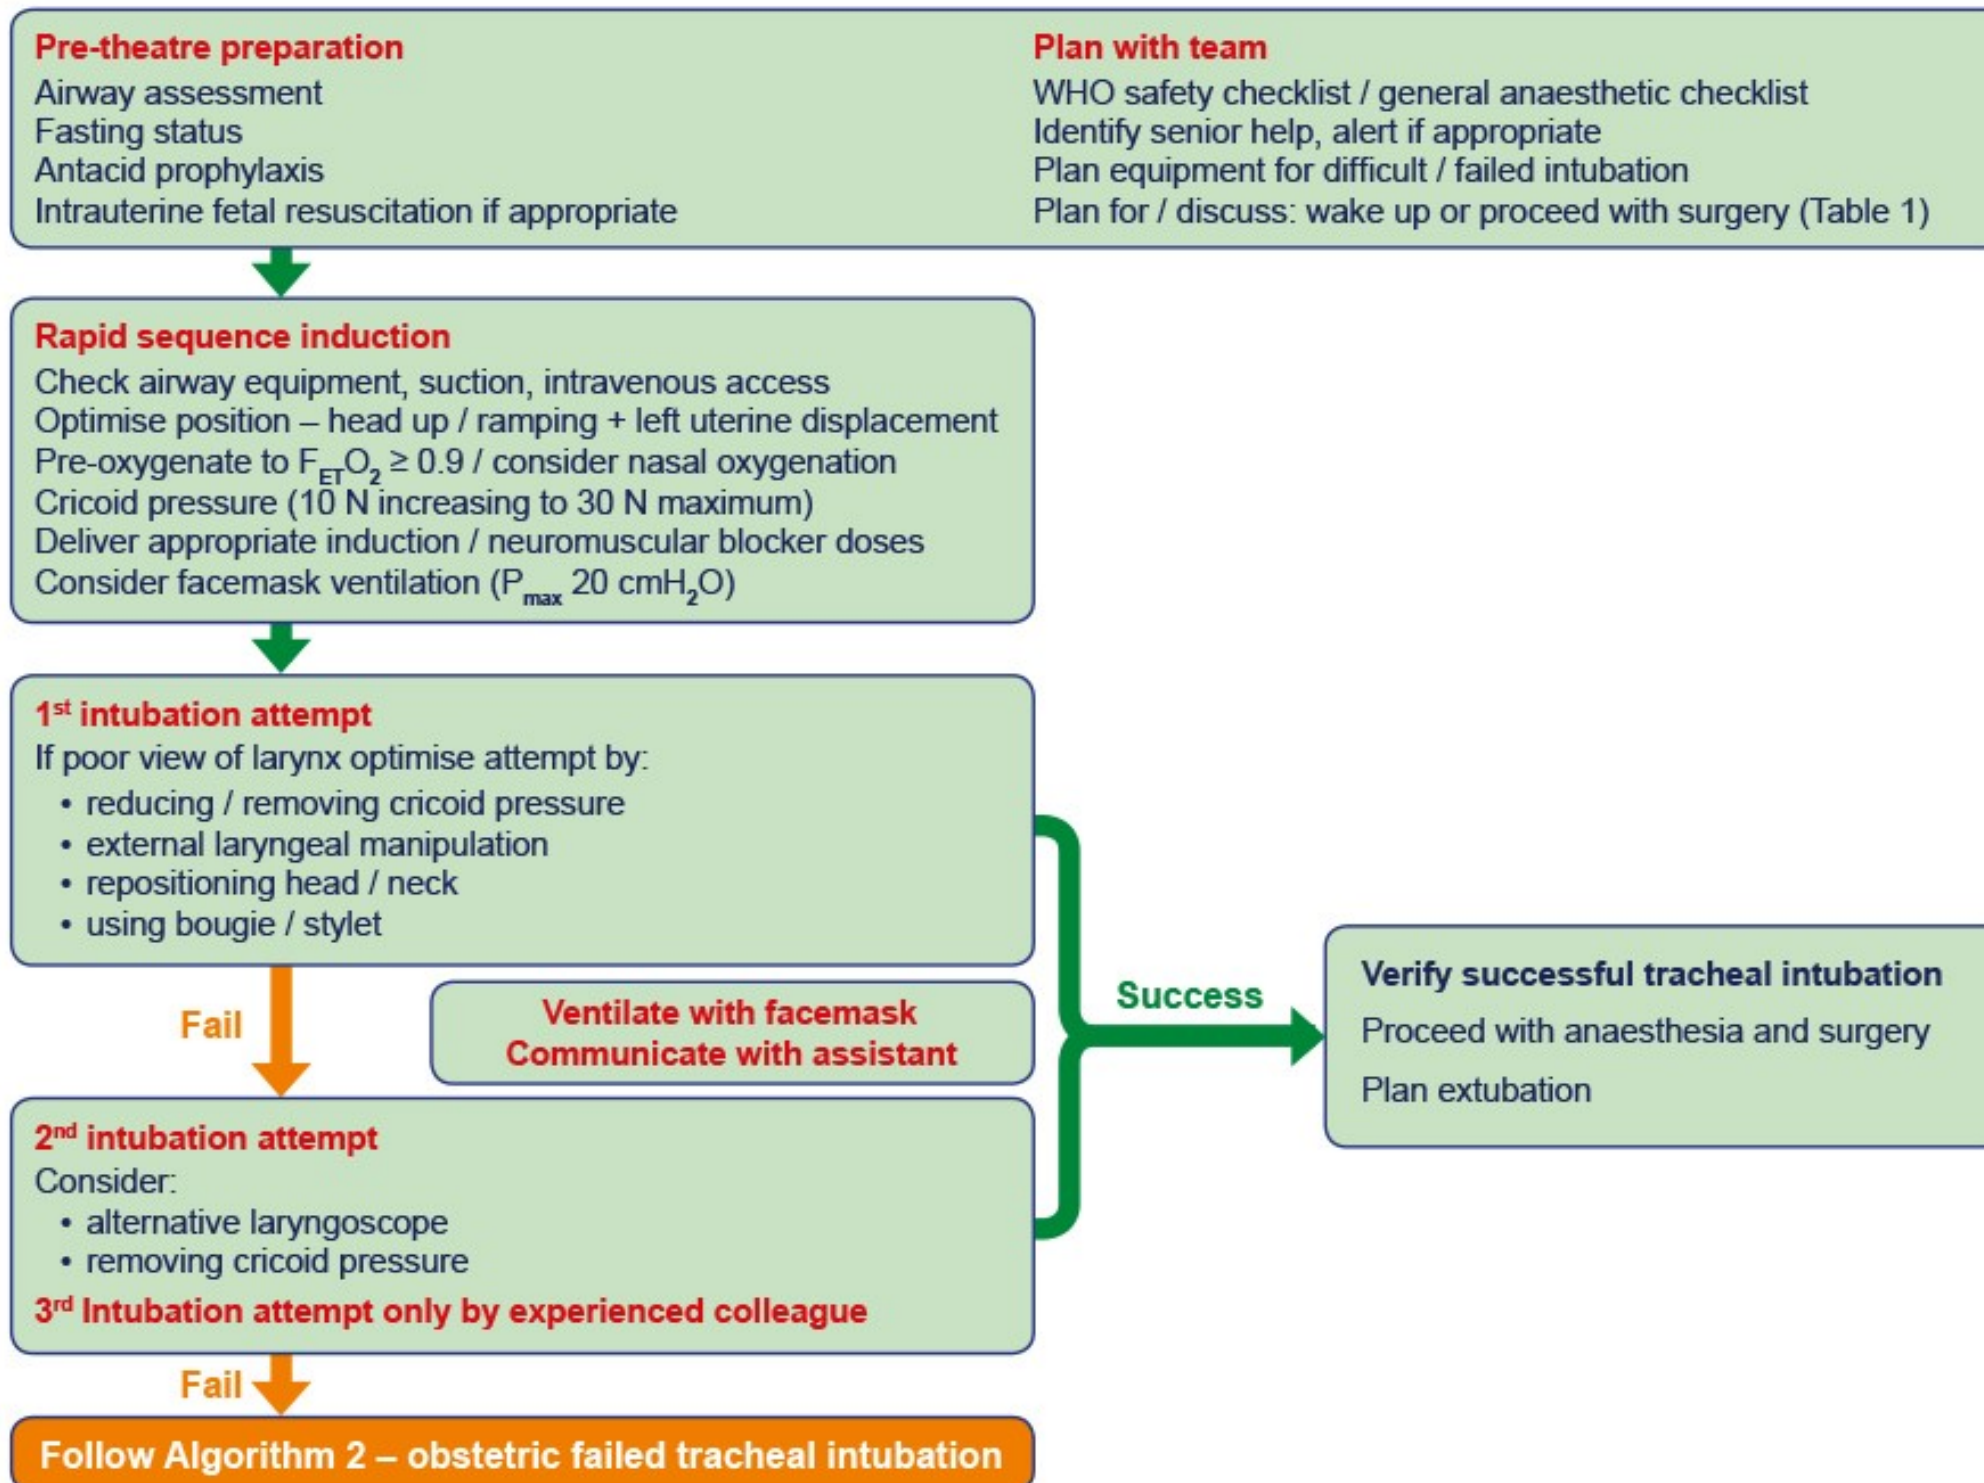 Pre-theatre preparation
Airway assessment
Fasting status
Antacid prophylaxis
Intrauterine fetal resuscitation if appropriate
Plan with team
WHO safety checklist / general anaesthetic checklist
Identify senior help, alert if appropriate
Plan equipment for difficult / failed intubation
Plan for / discuss: wake up or proceed with surgery (Table 1)
Rapid sequence induction
Check airway equipment, suction, intravenous access
Optimise position – head up / ramping + left uterine displacement
Pre-oxygenate to FETO2 ≥ 0.9 / consider nasal oxygenation
Cricoid pressure (10 N increasing to 30 N maximum)
Deliver appropriate induction / neuromuscular blocker doses
Consider facemask ventilation (Pmax 20 cmH2O)
1st intubation attempt
If poor view of larynx optimise attempt by:
• reducing / removing cricoid pressure
• external laryngeal manipulation
• repositioning head / neck
• using bougie / stylet
Fail
Ventilate with facemask
Communicate with assistant
Success
Verify successful tracheal intubation
Proceed with anaesthesia and surgery
Plan extubation
2nd intubation attempt
Consider:
• alternative laryngoscope
• removing cricoid pressure
3rd Intubation attempt only by experienced colleague
Fail
Follow Algorithm 2 – obstetric failed tracheal intubation